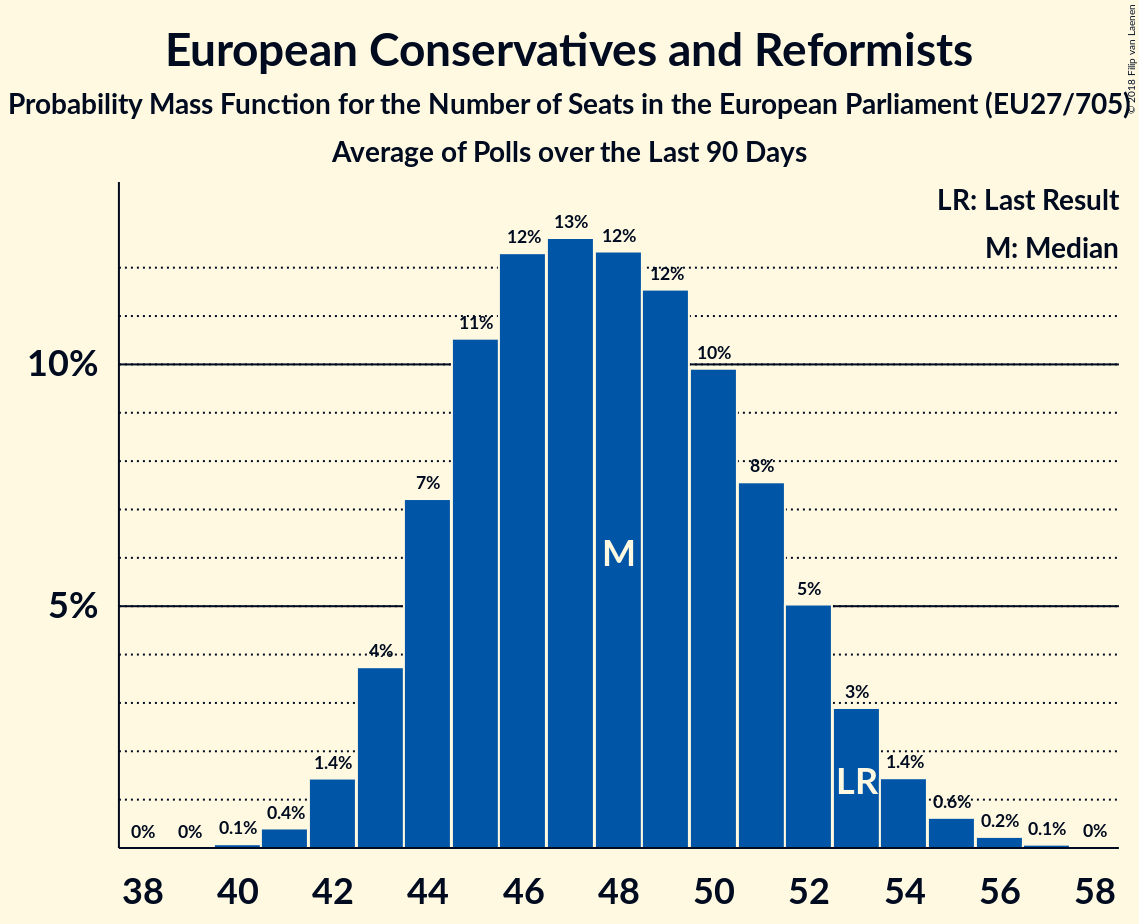 European Conservatives and Reformists
Probability Mass Function for the Number of Seats in the European Parliament (EU27/705)
Average of Polls over the Last 90 Days
© 2018 Filip van Laenen
LR: Last Result
M: Median
10%
5%
0%
0%
0.1%
0.4%
1.4%
4%
7%
11%
12%
13%
12%
12%
10%
8%
5%
3%
1.4%
0.6%
0.2%
0.1%
0%
M
LR
38 40 42 44 46 48 50 52 54 56 58